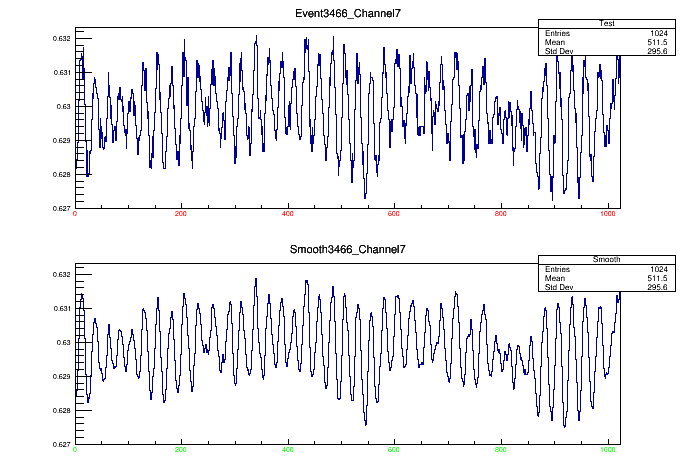 Event3466_Channel7
Test
Entries 1024
Mean 511.5
Std Dev 295.6
0.632
0.631
0.63
0.629
0.628
0.627
0 200 400 600 800 1000
Smooth3466_Channel7
Smooth
Entries 1024
Mean 511.5
Std Dev 295.6
0.632
0.631
0.63
0.629
0.628
0.627
0 200 400 600 800 1000